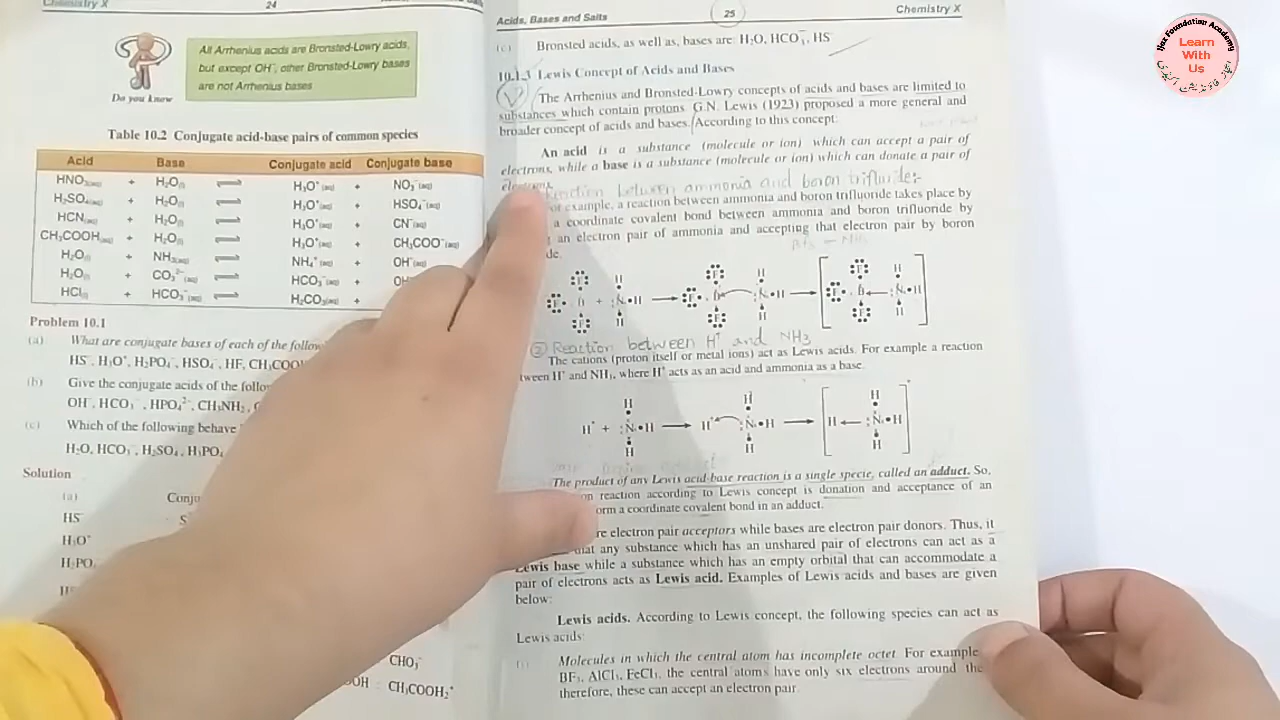 Chemistry X
24
All Arrhenius acids are Bronsted-Lowry acids,
but except OH⁻, other Bronsted-Lowry bases
are not Arrhenius bases
Do you know
Table 10.2 Conjugate acid-base pairs of common species
Acid Base Conjugate acid Conjugate base
HNO₃(aq) + H₂O(l) ⇌ H₃O⁺(aq) + NO₃⁻(aq)
H₂SO₄(aq) + H₂O(l) ⇌ H₃O⁺(aq) + HSO₄⁻(aq)
HCN(aq) + H₂O(l) ⇌ H₃O⁺(aq) + CN⁻(aq)
CH₃COOH(aq) + H₂O(l) ⇌ H₃O⁺(aq) + CH₃COO⁻(aq)
H₂O(l) + NH₃(aq) ⇌ NH₄⁺(aq) + OH⁻(aq)
H₂O(l) + CO₃²⁻(aq) ⇌ HCO₃⁻(aq) + OH
HCl(l) + HCO₃⁻(aq) ⇌ H₂CO₃(aq) +
Problem 10.1
(a) What are conjugate bases of each of the follow
HS⁻, H₃O⁺, H₂PO₄⁻, HSO₄⁻, HF, CH₃COO
(b) Give the conjugate acids of the follo
OH⁻, HCO₃⁻, HPO₄²⁻, CH₃NH₂,
(c) Which of the following behave
H₂O, HCO₃⁻, H₂SO₄, H₃PO₄
Solution
(a) Conju
HS⁻ S
H₃O⁺
H₂PO₄
CHO₃⁻
OH : CH₃COOH₂⁺
Acids, Bases and Salts
25
Chemistry X
(c) Bronsted acids, as well as, bases are: H₂O, HCO₃⁻, HS⁻
10.1.3 Lewis Concept of Acids and Bases
The Arrhenius and Bronsted-Lowry concepts of acids and bases are limited to
substances which contain protons. G.N. Lewis (1923) proposed a more general and
broader concept of acids and bases. According to this concept:
An acid is a substance (molecule or ion) which can accept a pair of
electrons, while a base is a substance (molecule or ion) which can donate a pair of
electrons.
Reaction between ammonia and boron trifluride:-
or example, a reaction between ammonia and boron trifluoride takes place by
a coordinate covalent bond between ammonia and boron trifluoride by
an electron pair of ammonia and accepting that electron pair by boron
de.
② Reaction between H⁺ and NH3
The cations (proton itself or metal ions) act as Lewis acids. For example a reaction
tween H⁺ and NH₃, where H⁺ acts as an acid and ammonia as a base.
The product of any Lewis acid-base reaction is a single specie, called an adduct. So,
on reaction according to Lewis concept is donation and acceptance of an
orm a coordinate covalent bond in an adduct.
re electron pair acceptors while bases are electron pair donors. Thus, it
that any substance which has an unshared pair of electrons can act as a
Lewis base while a substance which has an empty orbital that can accommodate a
pair of electrons acts as Lewis acid. Examples of Lewis acids and bases are given
below:
Lewis acids. According to Lewis concept, the following species can act as
Lewis acids:
Molecules in which the central atom has incomplete octet. For example
BF₃, AlCl₃, FeCl₃, the central atoms have only six electrons around the
therefore, these can accept an electron pair.
Foundation Academy
Learn
With
Us